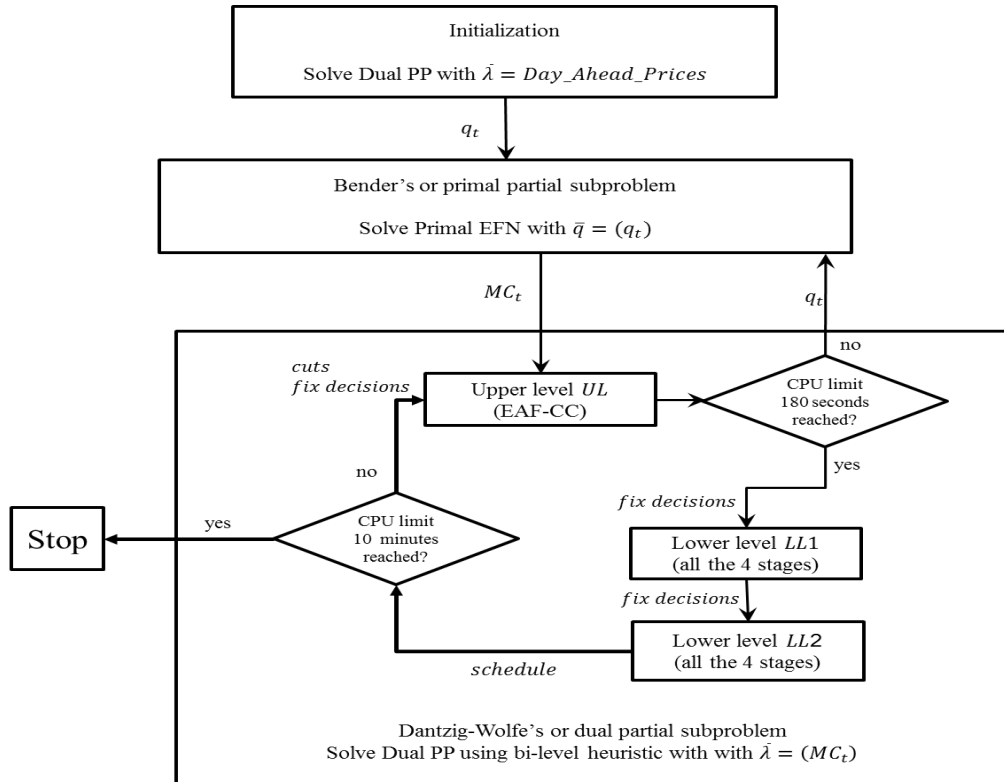 Initialization
Solve Dual PP with λ̄ = Day_Ahead_Prices
q_t
Bender's or primal partial subproblem
Solve Primal EFN with q̄ = (q_t)
MC_t
q_t
cuts
fix decisions
Upper level UL
(EAF-CC)
no
CPU limit
180 seconds
reached?
yes
no
fix decisions
Stop
yes
CPU limit
10 minutes
reached?
Lower level LL1
(all the 4 stages)
fix decisions
Lower level LL2
(all the 4 stages)
schedule
Dantzig-Wolfe's or dual partial subproblem
Solve Dual PP using bi-level heuristic with with λ̄ = (MC_t)